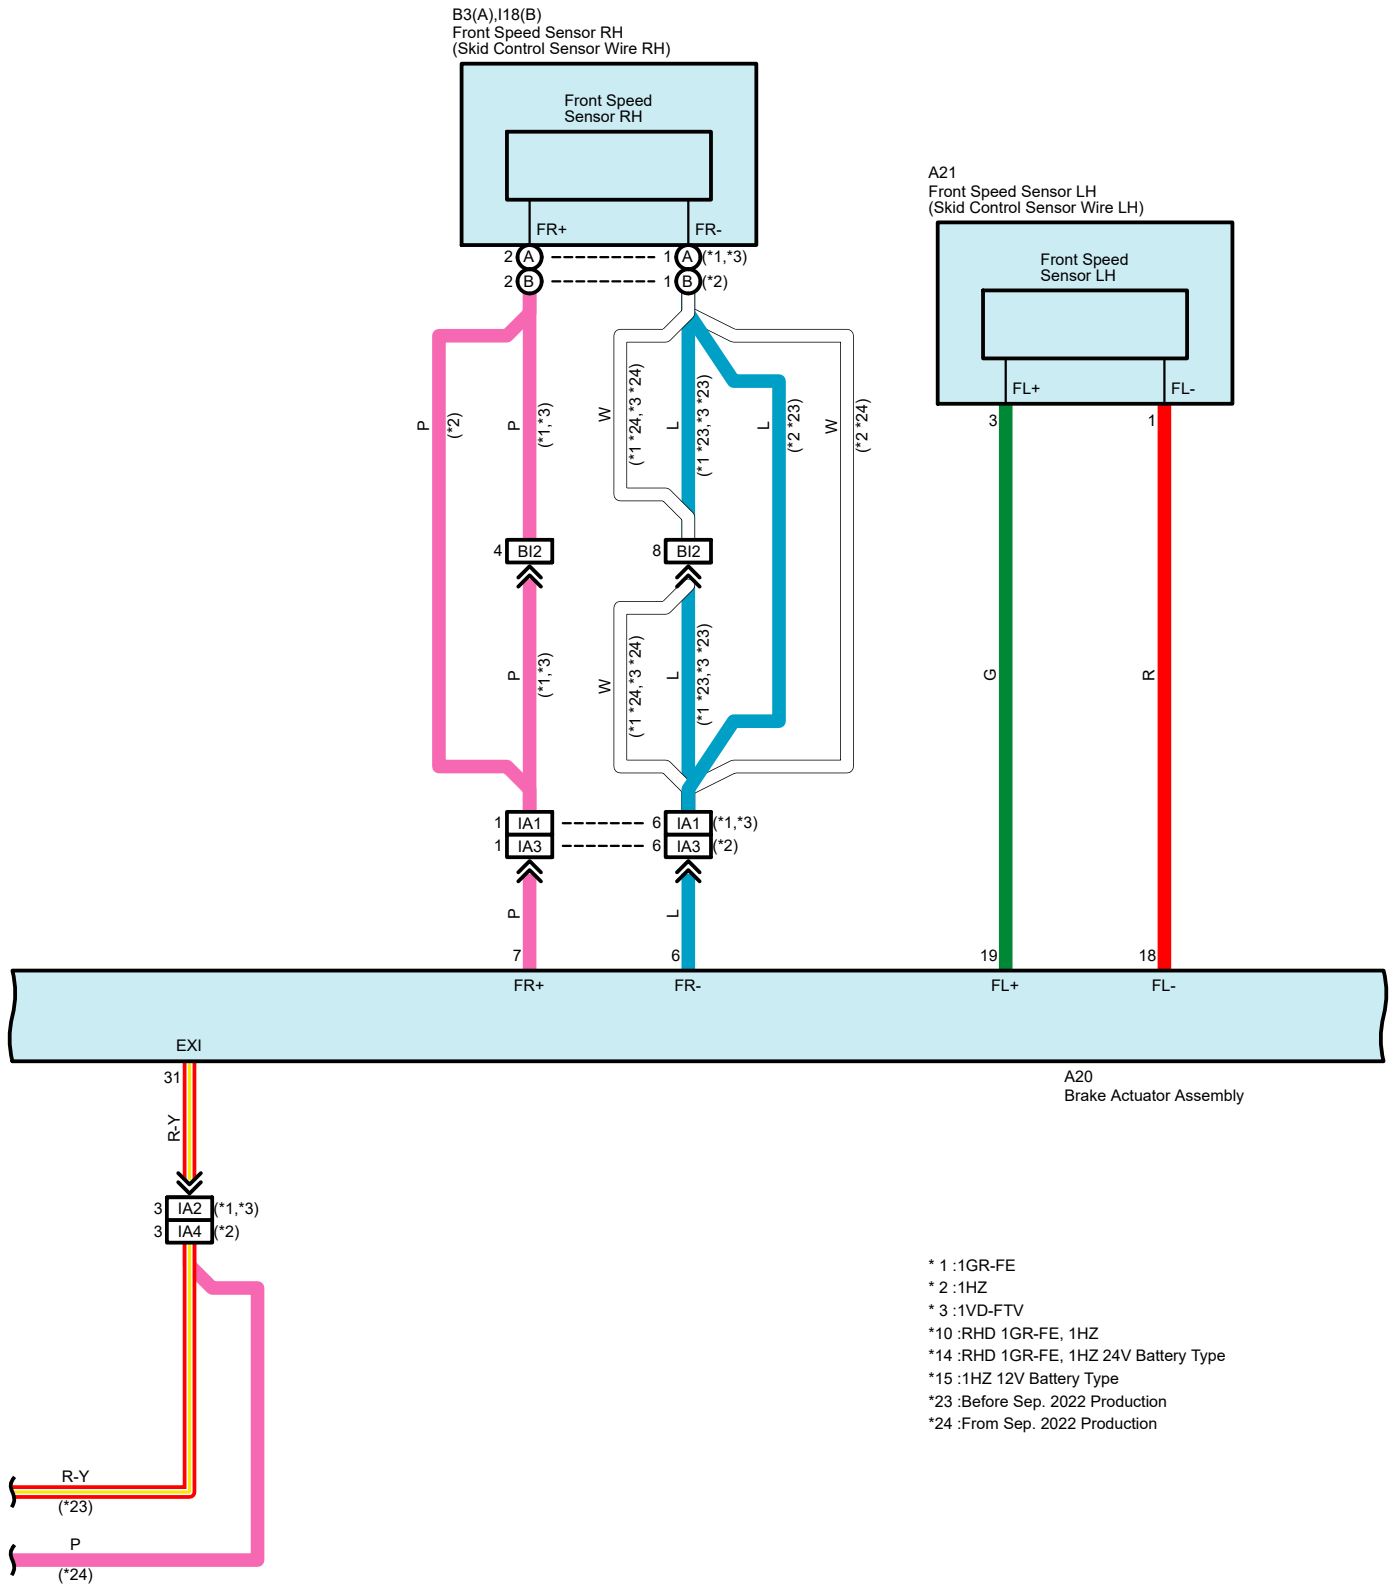 B3(A),I18(B)
Front Speed Sensor RH
(Skid Control Sensor Wire RH)
Front Speed
Sensor RH
FR+
FR-
2 A 1 A (*1,*3)
2 B 1 B (*2)
A21
Front Speed Sensor LH
(Skid Control Sensor Wire LH)
Front Speed
Sensor LH
FL+
FL-
3
1
P
(*2)
P
(*1,*3)
W
(*1 *24,*3 *24)
L
(*1 *23,*3 *23)
L
(*2 *23)
W
(*2 *24)
4 BI2
8 BI2
P
(*1,*3)
W
(*1 *24,*3 *24)
L
(*1 *23,*3 *23)
G
R
1 IA1 6 IA1 (*1,*3)
1 IA3 6 IA3 (*2)
P
L
7
6
19
18
FR+
FR-
FL+
FL-
EXI
31
A20
Brake Actuator Assembly
R-Y
3 IA2 (*1,*3)
3 IA4 (*2)
* 1 :1GR-FE
* 2 :1HZ
* 3 :1VD-FTV
*10 :RHD 1GR-FE, 1HZ
*14 :RHD 1GR-FE, 1HZ 24V Battery Type
*15 :1HZ 12V Battery Type
*23 :Before Sep. 2022 Production
*24 :From Sep. 2022 Production
R-Y
(*23)
P
(*24)